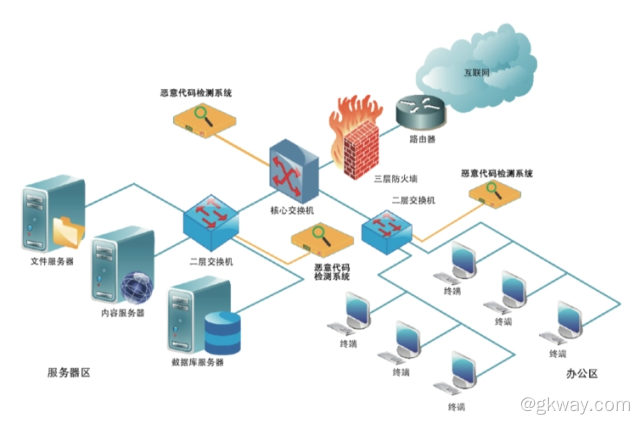 互联网
恶意代码检测系统
路由器
三层防火墙
恶意代码检测系统
核心交换机
二层交换机
文件服务器
二层交换机
恶意代码
检测系统
内容服务器
终端
终端
终端
终端
终端
终端
数据库服务器
服务器区
办公区
@gkway.com